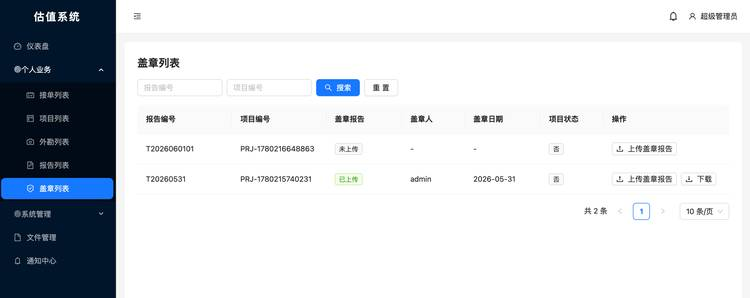 估值系统
超级管理员
仪表盘
个人业务
接单列表
项目列表
外勤列表
报告列表
盖章列表
系统管理
文件管理
通知中心
盖章列表
报告编号 项目编号 搜索 重 置
报告编号 项目编号 盖章报告 盖章人 盖章日期 项目状态 操作
T2026060101 PRJ-1780216648863 未上传 - - 否 上传盖章报告
T20260531 PRJ-1780215740231 已上传 admin 2026-05-31 否 上传盖章报告 下载
共 2 条 1 10 条/页